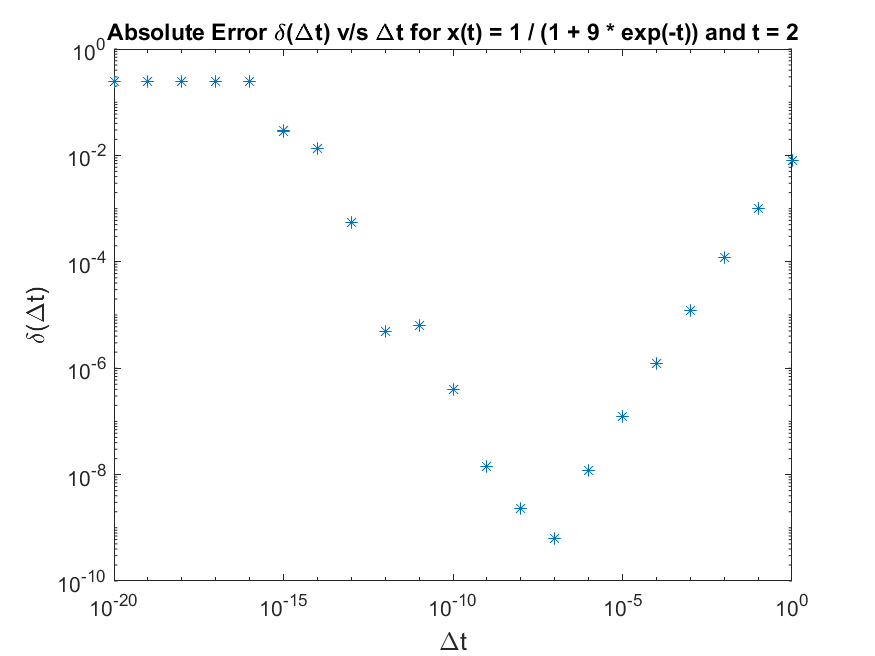 Absolute Error δ(Δt) v/s Δt for x(t) = 1 / (1 + 9 * exp(-t)) and t = 2
10^0
10^-2
10^-4
10^-6
10^-8
10^-10
δ(Δt)
10^-20 10^-15 10^-10 10^-5 10^0
Δt